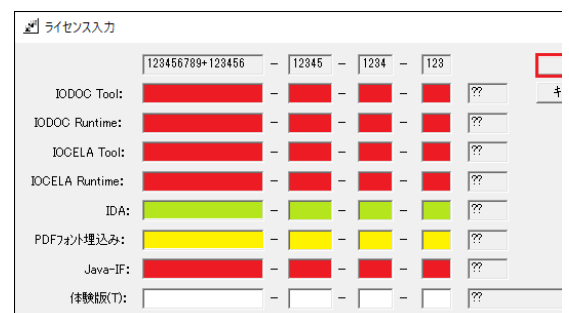 ライセンス入力
123456789+123456 - 12345 - 1234 - 123
IODOC Tool: - - - ??
キ
IODOC Runtime: - - - ??
IOCELA Tool: - - - ??
IOCELA Runtime: - - - ??
IDA: - - - ??
PDFフォント埋込み: - - - ??
Java-IF: - - - ??
体験版(T): - - - ??